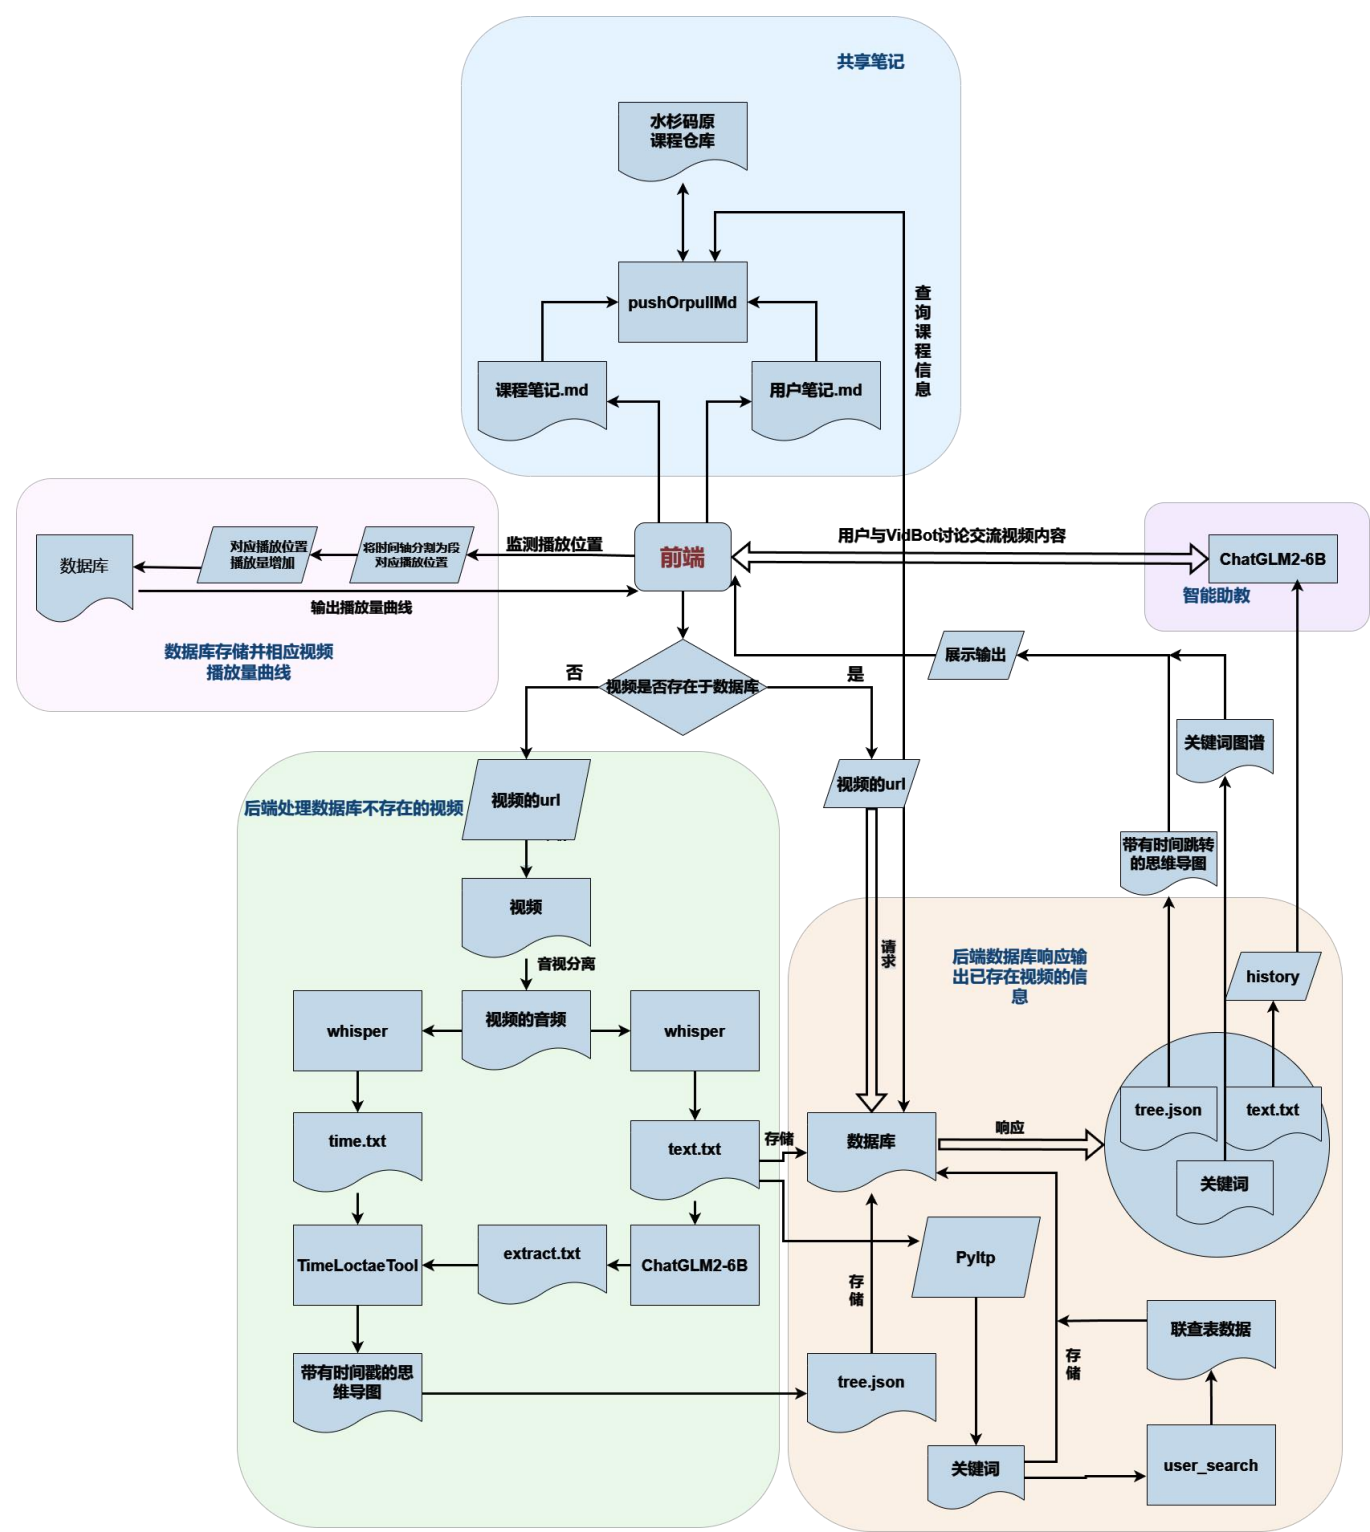 共享笔记
水杉码原
课程仓库
pushOrpullMd
查
询
课
程
信
息
课程笔记.md
用户笔记.md
数据库
对应播放位置
播放量增加
将时间轴分割为段
对应播放位置
监测播放位置
前端
用户与VidBot讨论交流视频内容
ChatGLM2-6B
智能助教
输出播放量曲线
数据库存储并相应视频
播放量曲线
展示输出
否
视频是否存在于数据库
是
关键词图谱
后端处理数据库不存在的视频
视频的url
视频的url
带有时间跳转
的思维导图
视频
音视分离
请
求
后端数据库响应输
出已存在视频的信
息
history
whisper
视频的音频
whisper
time.txt
text.txt
存储
数据库
响应
tree.json
text.txt
关键词
TimeLoctaeTool
extract.txt
ChatGLM2-6B
Pyltp
存
储
联查表数据
存
储
带有时间戳的思
维导图
tree.json
关键词
user_search